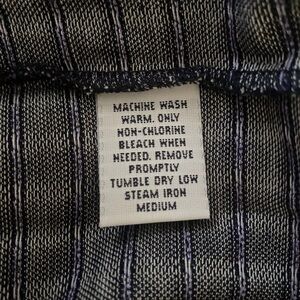 MACHINE WASH
WARM. ONLY
NON-CHLORINE
BLEACH WHEN
NEEDED. REMOVE
PROMPTLY
TUMBLE DRY LOW
STEAM IRON
MEDIUM